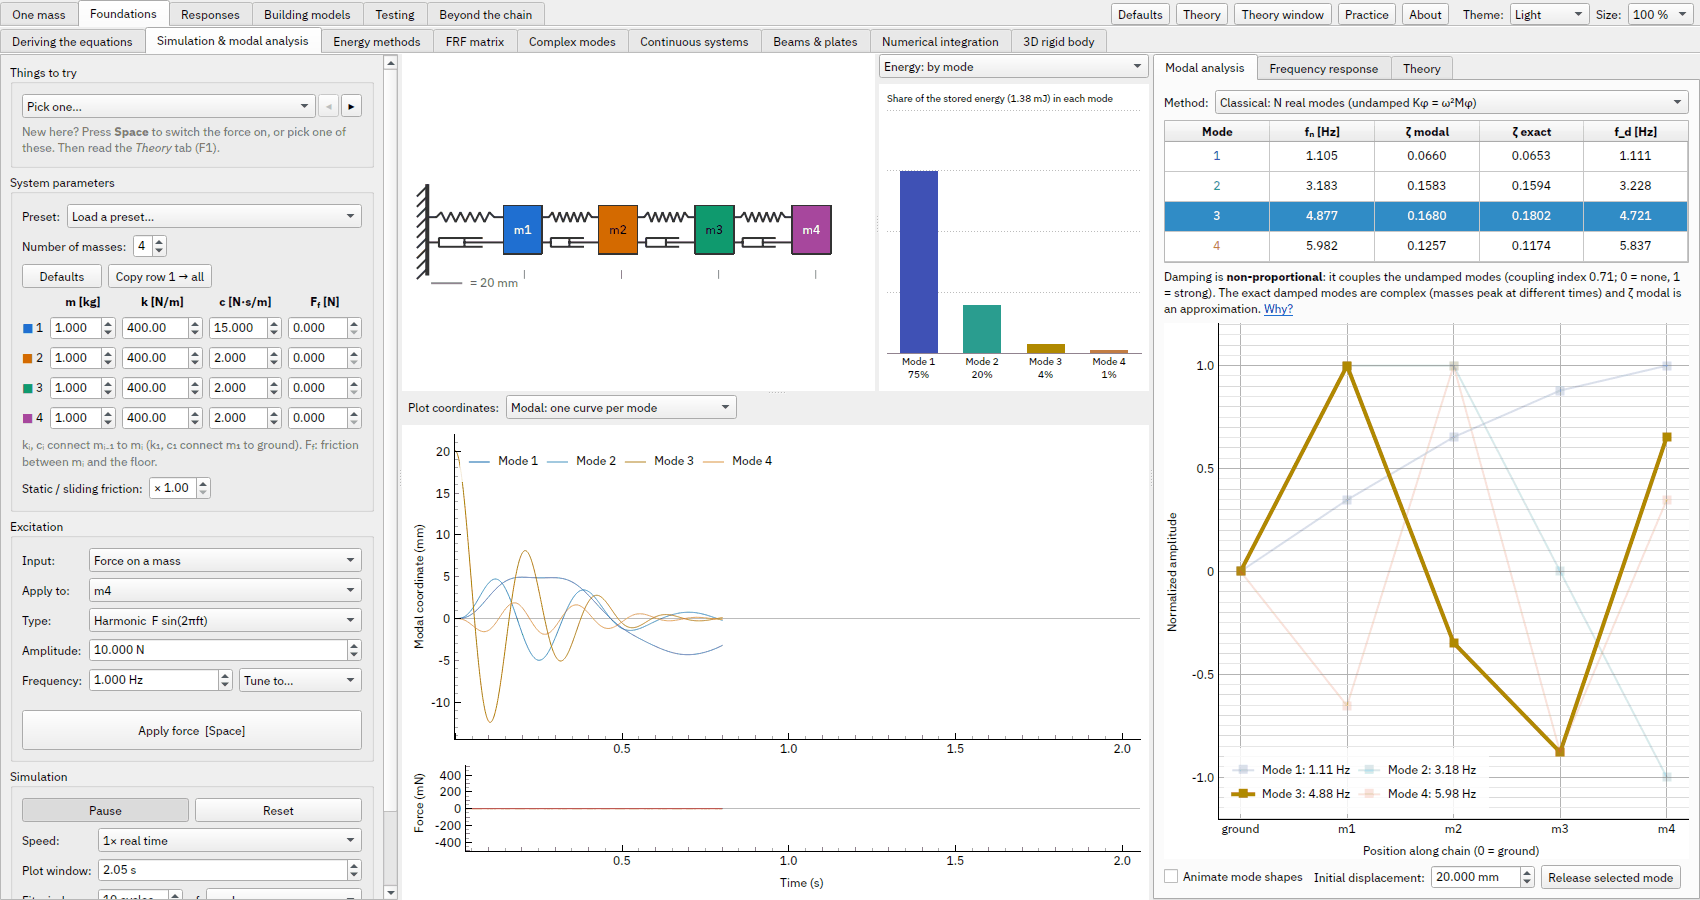 One mass
Foundations
Responses
Building models
Testing
Beyond the chain
Defaults
Theory
Theory window
Practice
About
Theme:
Light
Size:
100 %
Deriving the equations
Simulation & modal analysis
Energy methods
FRF matrix
Complex modes
Continuous systems
Beams & plates
Numerical integration
3D rigid body
Things to try
Pick one...
New here? Press Space to switch the force on, or pick one of
these. Then read the Theory tab (F1).
System parameters
Preset: Load a preset...
Number of masses: 4
Defaults
Copy row 1 → all
m [kg] k [N/m] c [N·s/m] Ff [N]
1 1.000 400.00 15.000 0.000
2 1.000 400.00 2.000 0.000
3 1.000 400.00 2.000 0.000
4 1.000 400.00 2.000 0.000
kᵢ, cᵢ connect mᵢ₋₁ to mᵢ (k₁, c₁ connect m₁ to ground). Ff: friction
between mᵢ and the floor.
Static / sliding friction: × 1.00
Excitation
Input: Force on a mass
Apply to: m4
Type: Harmonic F sin(2πft)
Amplitude: 10.000 N
Frequency: 1.000 Hz Tune to...
Apply force [Space]
Simulation
Pause Reset
Speed: 1× real time
Plot window: 2.05 s
m1 m2 m3 m4
= 20 mm
Energy: by mode
Share of the stored energy (1.38 mJ) in each mode
Mode 1 Mode 2 Mode 3 Mode 4
75% 20% 4% 1%
Plot coordinates: Modal: one curve per mode
Mode 1 Mode 2 Mode 3 Mode 4
Modal coordinate (mm)
20
15
10
5
0
-5
-10
0.5 1.0 1.5 2.0
Force (mN)
400
200
0
-200
-400
0.5 1.0 1.5 2.0
Time (s)
Modal analysis
Frequency response
Theory
Method: Classical: N real modes (undamped Kφ = ω²Mφ)
Mode fₙ [Hz] ζ modal ζ exact f_d [Hz]
1 1.105 0.0660 0.0653 1.111
2 3.183 0.1583 0.1594 3.228
3 4.877 0.1680 0.1802 4.721
4 5.982 0.1257 0.1174 5.837
Damping is non-proportional: it couples the undamped modes (coupling index 0.71; 0 = none, 1
= strong). The exact damped modes are complex (masses peak at different times) and ζ modal is
an approximation. Why?
Normalized amplitude
1.0
0.5
0
-0.5
-1.0
Mode 1: 1.11 Hz Mode 2: 3.18 Hz
Mode 3: 4.88 Hz Mode 4: 5.98 Hz
ground m1 m2 m3 m4
Position along chain (0 = ground)
Animate mode shapes Initial displacement: 20.000 mm Release selected mode